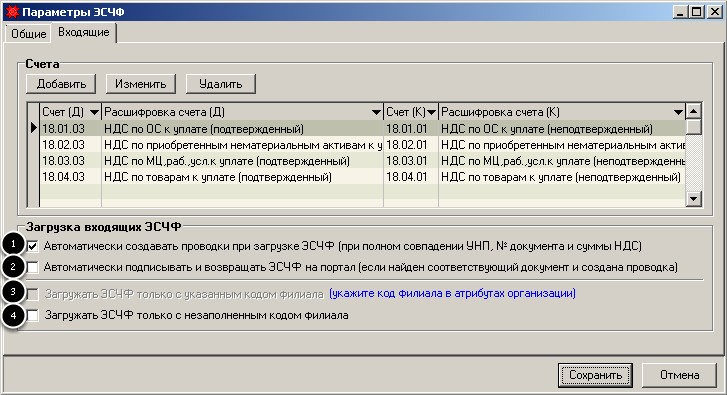 Параметры ЭСЧФ
Общие Входящие
Счета
Добавить Изменить Удалить
Счет (Д) Расшифровка счета (Д) Счет (К) Расшифровка счета (К)
18.01.03 НДС по ОС к уплате (подтвержденный) 18.01.01 НДС по ОС к уплате (неподтвержденный)
18.02.03 НДС по приобретенным нематериальным активам к у 18.02.01 НДС по приобретенным нематериальным активам
18.03.03 НДС по МЦ,раб.,усл.к уплате (подтвержденный) 18.03.01 НДС по МЦ,раб.,усл.к уплате (неподтвержденнь
18.04.03 НДС по товарам к уплате (подтвержденный) 18.04.01 НДС по товарам к уплате (неподтвержденный)
Загрузка входящих ЭСЧФ
1 Автоматически создавать проводки при загрузке ЭСЧФ (при полном совпадении УНП, № документа и суммы НДС)
2 Автоматически подписывать и возвращать ЭСЧФ на портал (если найден соответствующий документ и создана проводка)
3 Загружать ЭСЧФ только с указанным кодом филиала (укажите код филиала в атрибутах организации)
4 Загружать ЭСЧФ только с незаполненным кодом филиала
Сохранить Отмена